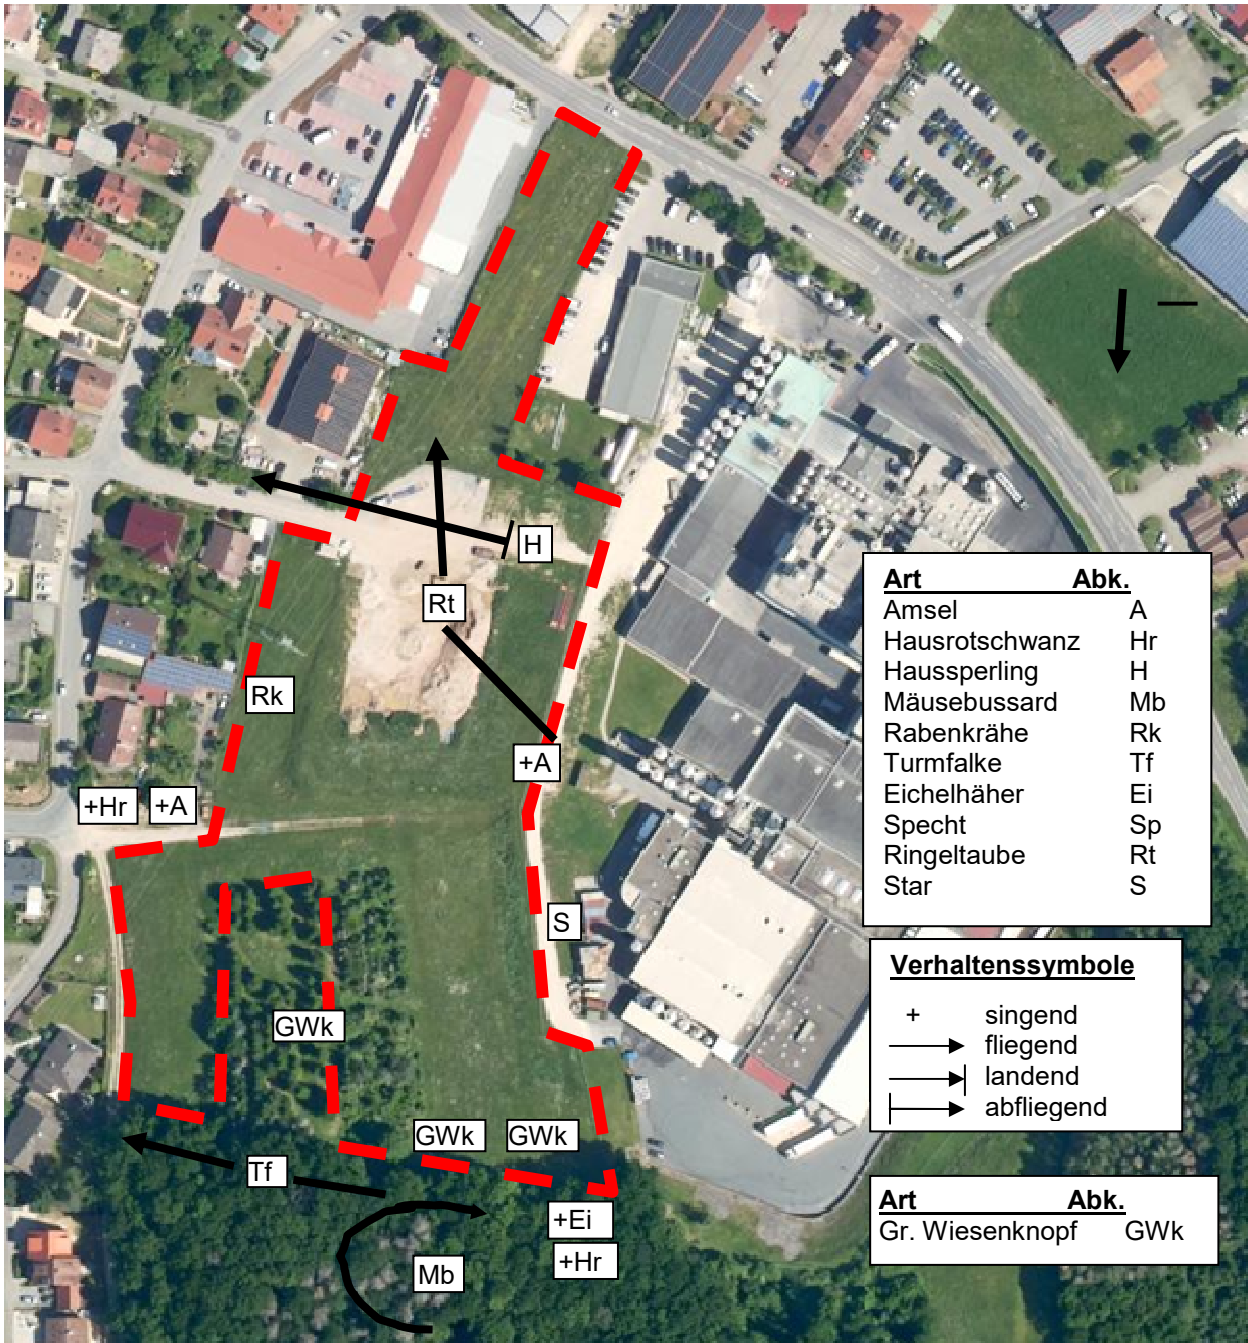 H
Rt
Rk
+A
+Hr
+A
S
GWk
GWk
GWk
Tf
+Ei
+Hr
Mb
Art Abk.
Amsel A
Hausrotschwanz Hr
Haussperling H
Mäusebussard Mb
Rabenkrähe Rk
Turmfalke Tf
Eichelhäher Ei
Specht Sp
Ringeltaube Rt
Star S
Verhaltenssymbole
+ singend
fliegend
landend
abfliegend
Art Abk.
Gr. Wiesenknopf GWk